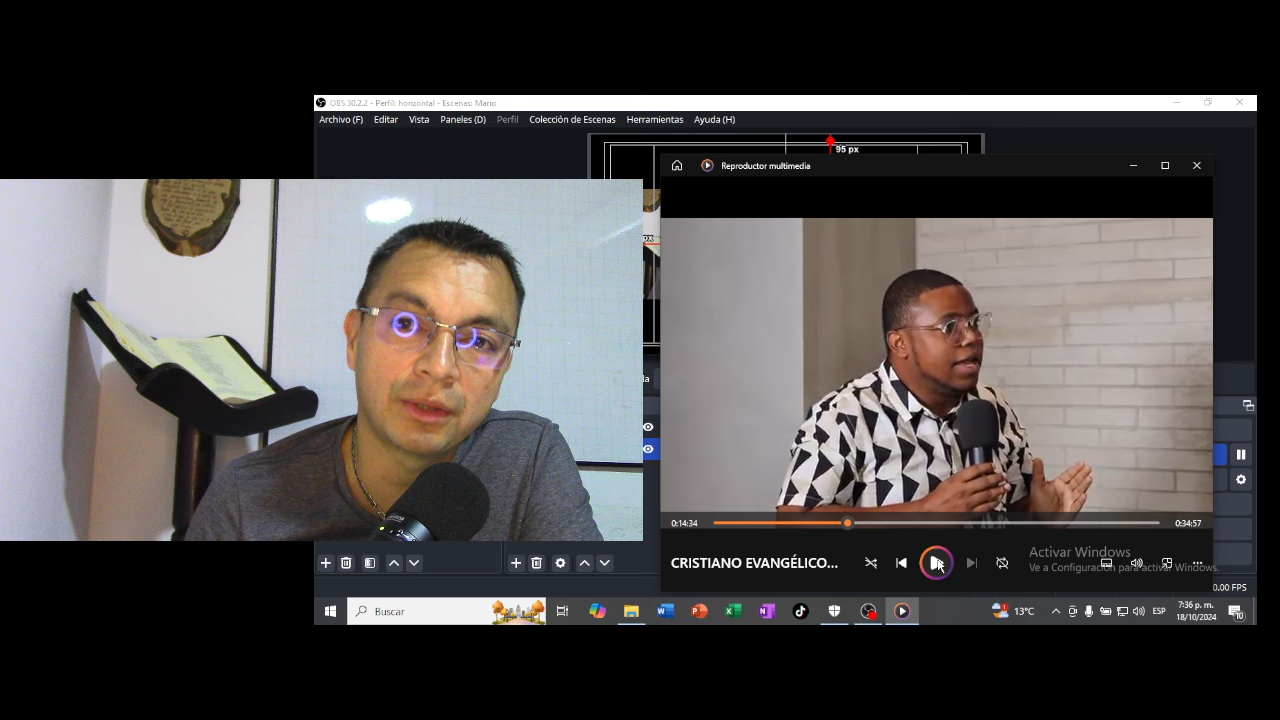 OBS 30.2.2 - Perfil: horizontal - Escenas: Mario
Archivo (F) Editar Vista Paneles (D) Perfil Colección de Escenas Herramientas Ayuda (H)
95 px
Reproductor multimedia
0:14:34
0:34:57
CRISTIANO EVANGÉLICO...
Activar Windows
Ve a Configuración para activar Windows.
0.00 FPS
Buscar
13°C
ESP
7:36 p. m.
18/10/2024
10